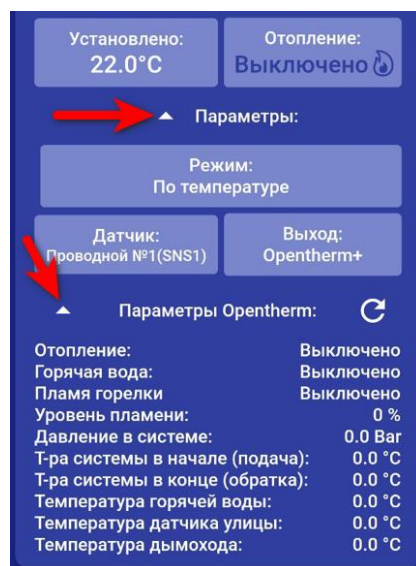 Установлено:
22.0°C
Отопление:
Выключено
Параметры:
Режим:
По температуре
Датчик:
Проводной №1(SNS1)
Выход:
Opentherm+
Параметры Opentherm:
Отопление: Выключено
Горячая вода: Выключено
Пламя горелки Выключено
Уровень пламени: 0 %
Давление в системе: 0.0 Bar
Т-ра системы в начале (подача): 0.0 °C
Т-ра системы в конце (обратка): 0.0 °C
Температура горячей воды: 0.0 °C
Температура датчика улицы: 0.0 °C
Температура дымохода: 0.0 °C